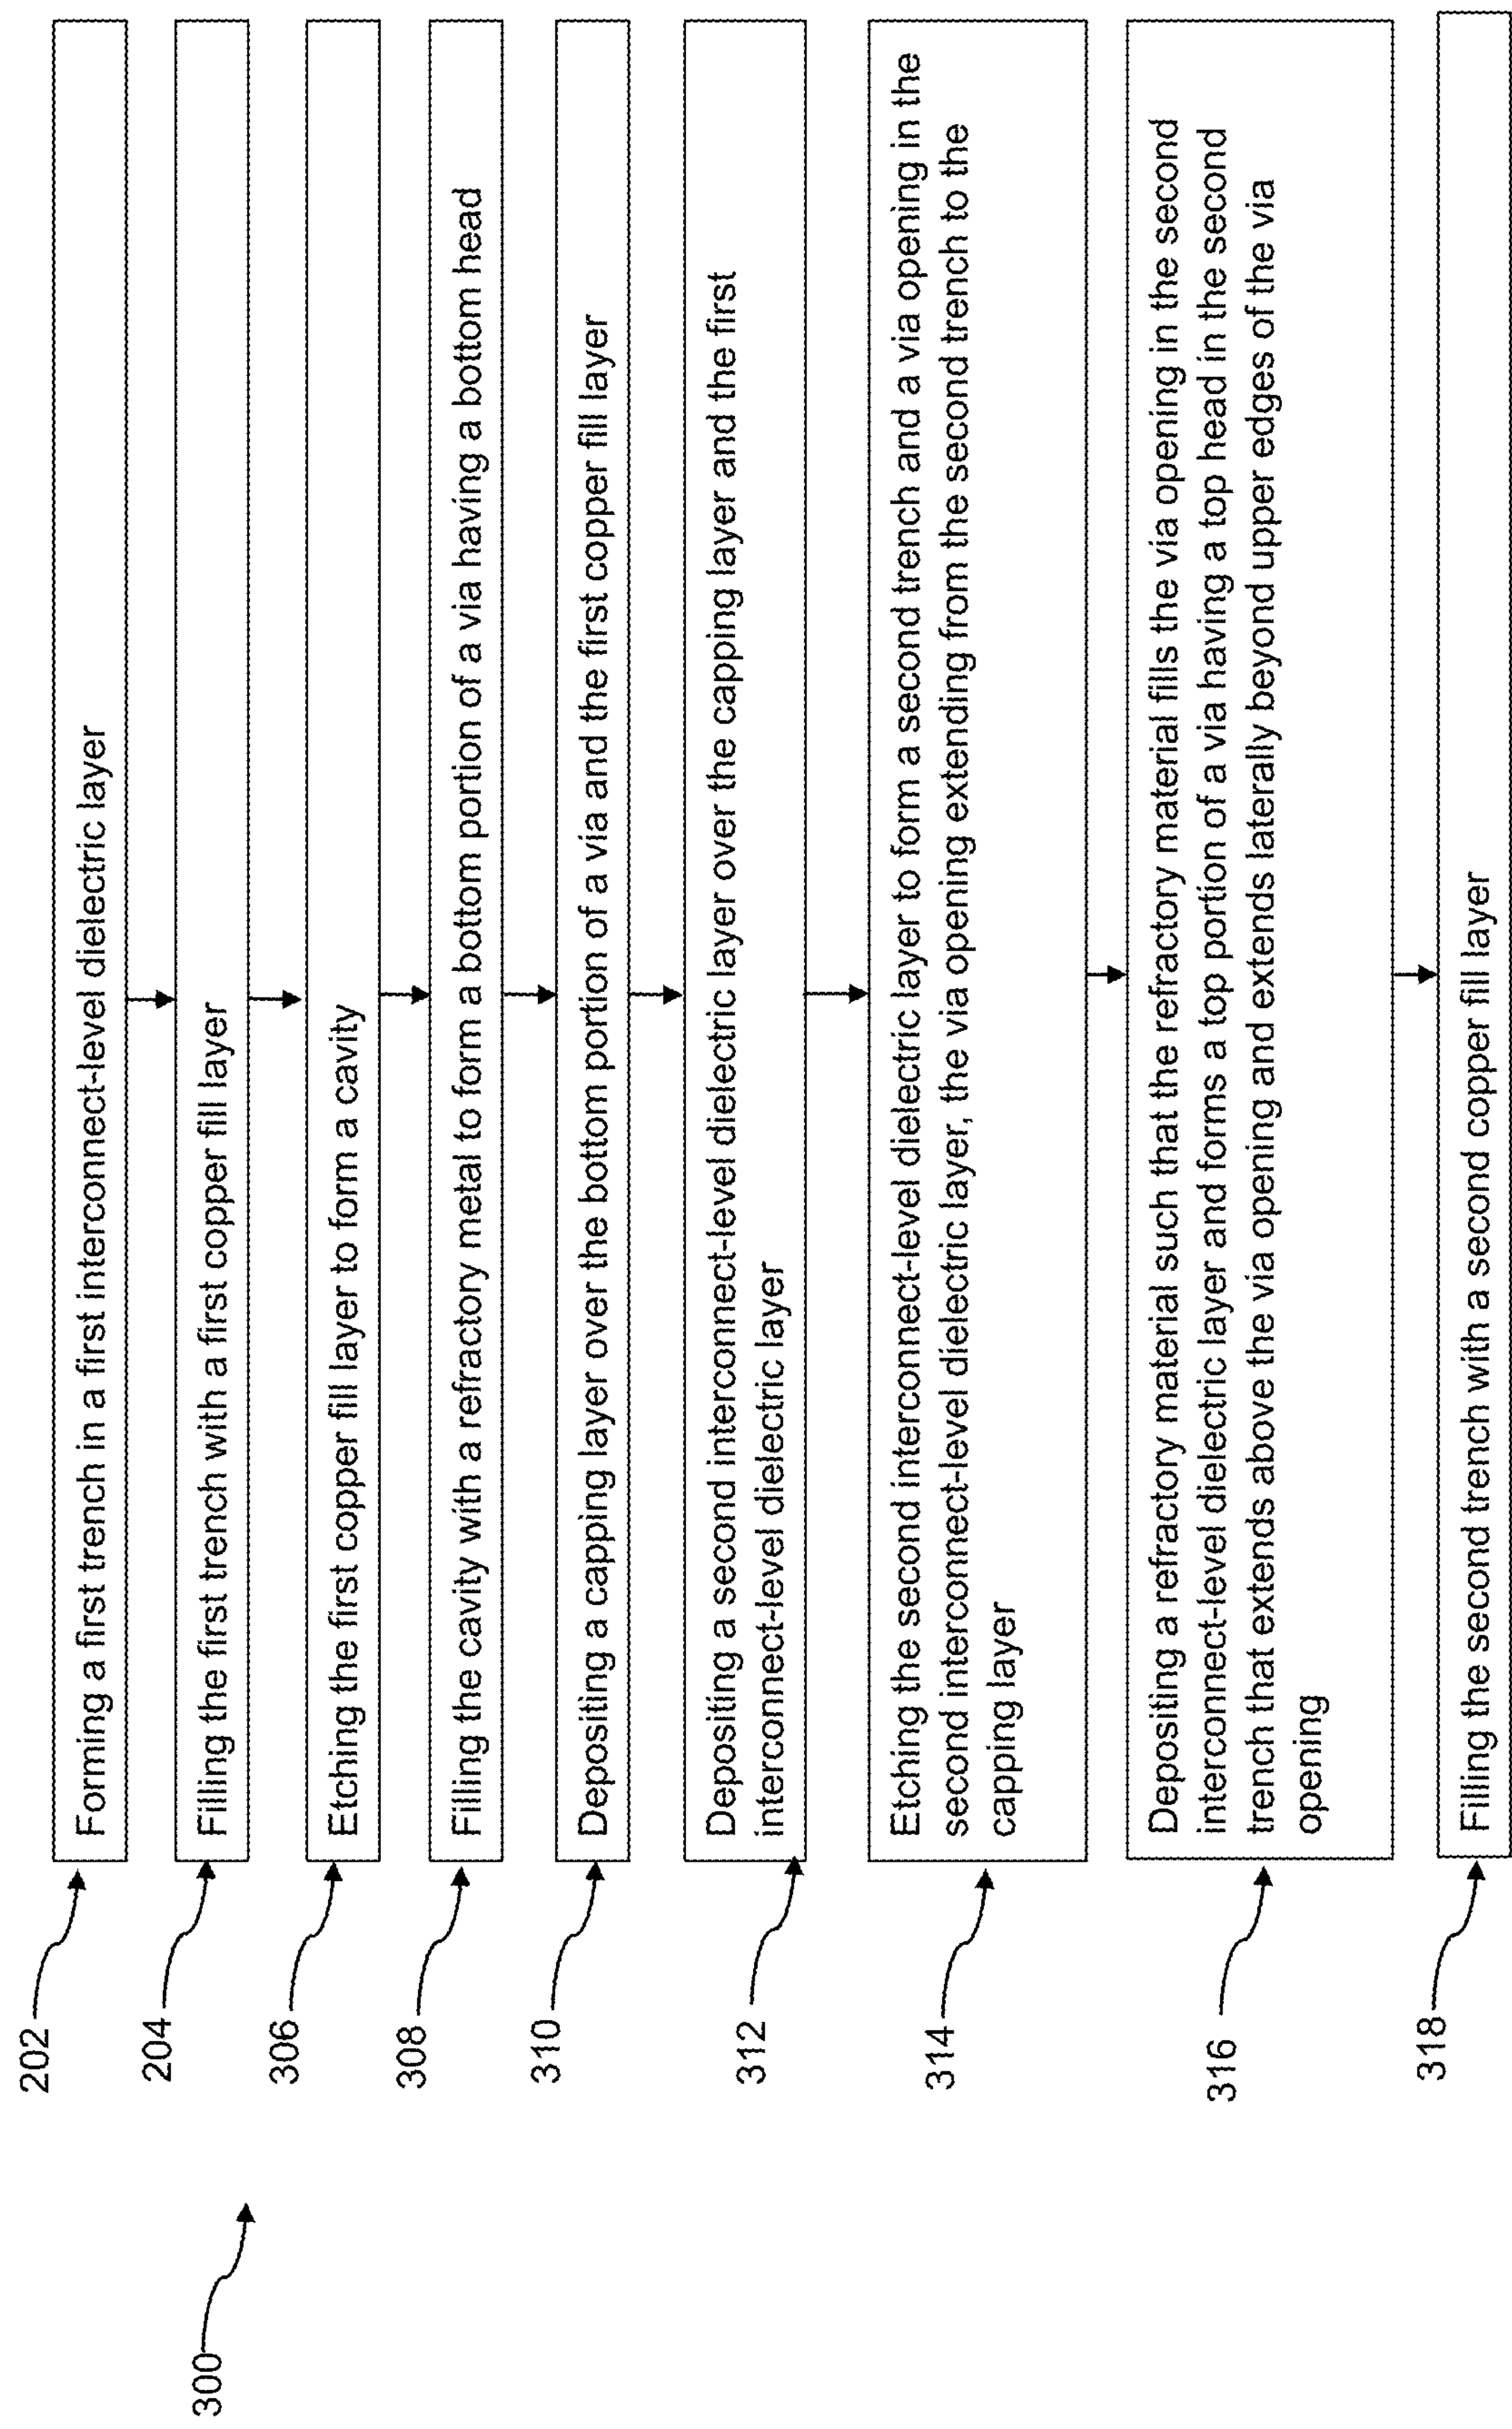 300
202
Forming a first trench in a first interconnect-level dielectric layer
204
Filling the first trench with a first copper fill layer
306
Etching the first copper fill layer to form a cavity
308
Filling the cavity with a refractory metal to form a bottom portion of a via having a bottom head
310
Depositing a capping layer over the bottom portion of a via and the first copper fill layer
312
Depositing a second interconnect-level dielectric layer over the capping layer and the first
interconnect-level dielectric layer
314
Etching the second interconnect-level dielectric layer to form a second trench and a via opening in the
second interconnect-level dielectric layer, the via opening extending from the second trench to the
capping layer
316
Depositing a refractory material such that the refractory material fills the via opening in the second
interconnect-level dielectric layer and forms a top portion of a via having a top head in the second
trench that extends above the via opening and extends laterally beyond upper edges of the via
opening
318
Filling the second trench with a second copper fill layer